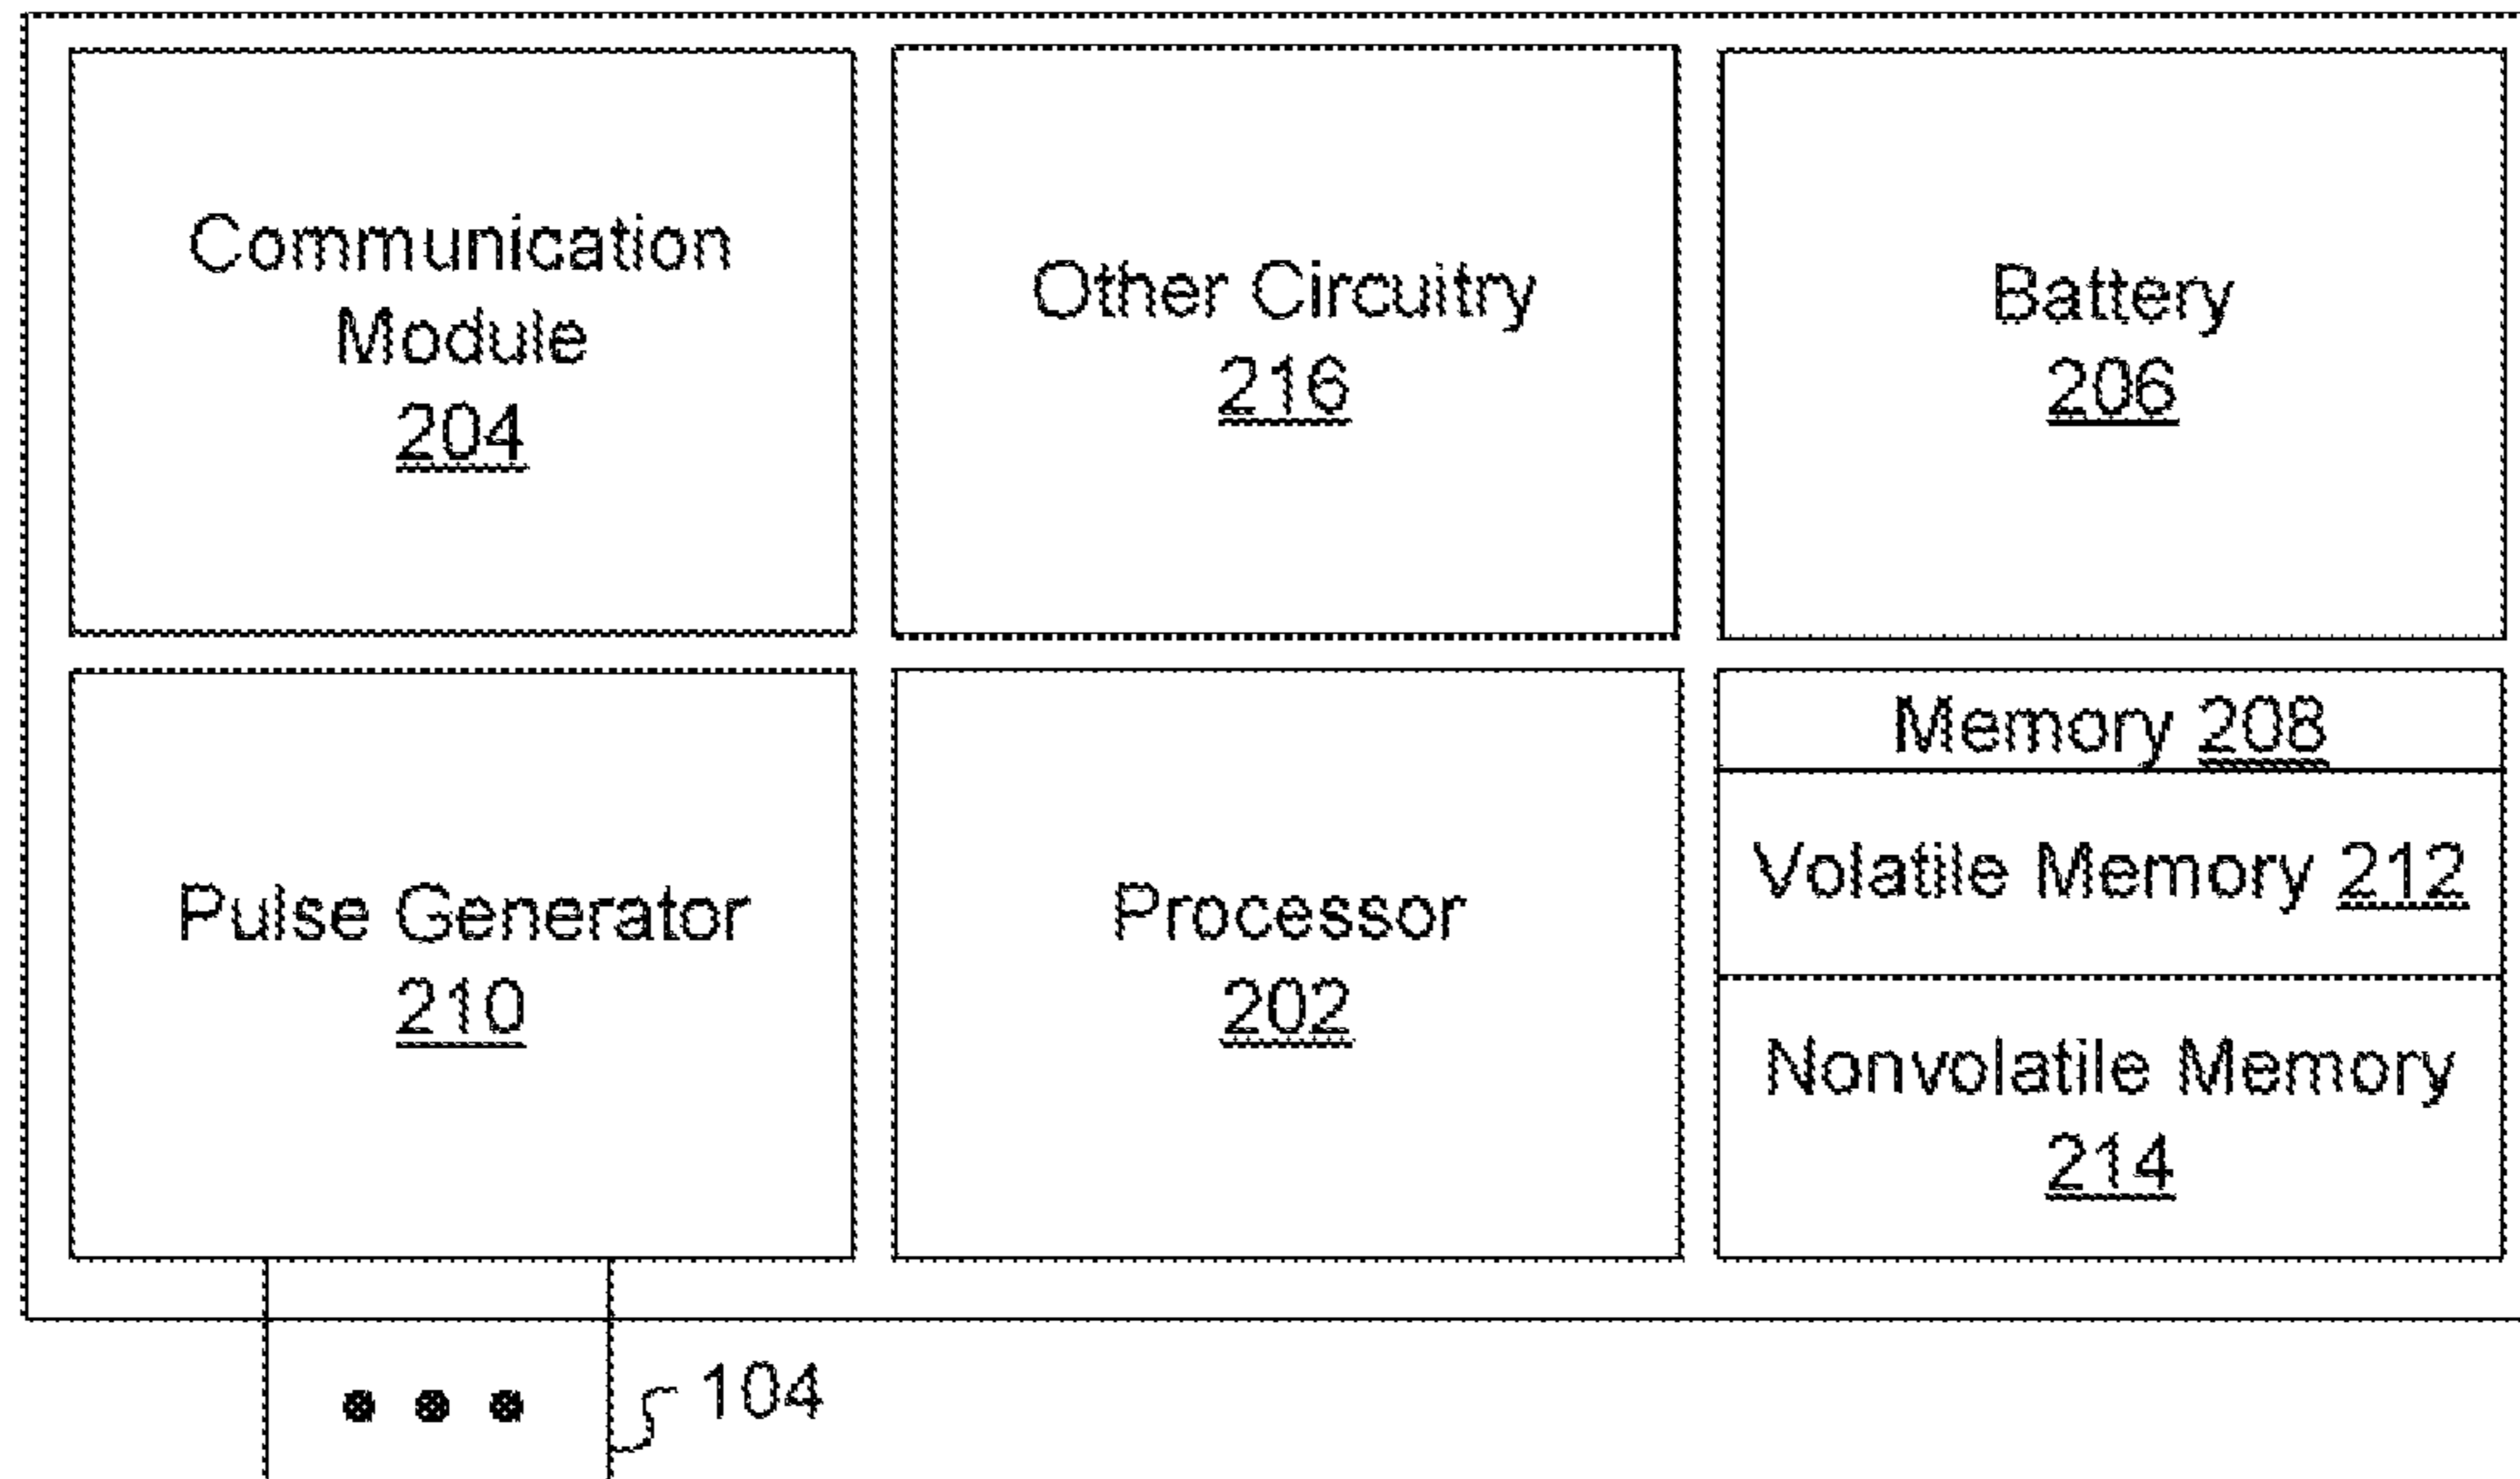 Communication
Module
204
Other Circuitry
216
Battery
206
Pulse Generator
210
Processor
202
Memory 208
Volatile Memory 212
Nonvolatile Memory
214
104